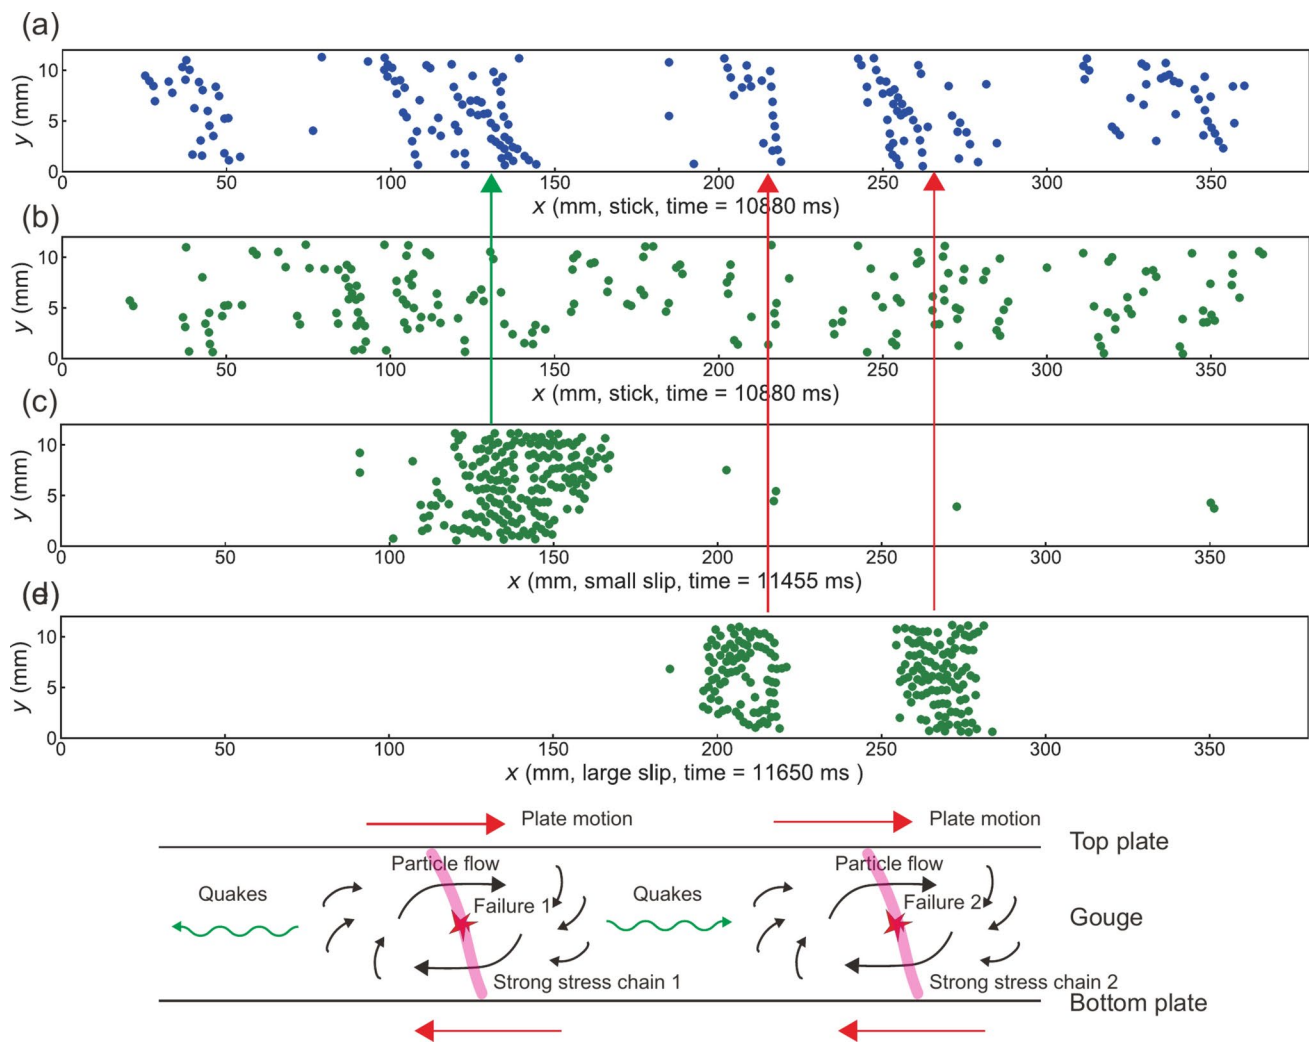 (a)
10
5
0
y (mm)
0 50 100 150 200 250 300 350
x (mm, stick, time = 10880 ms)
(b)
10
5
0
y (mm)
0 50 100 150 200 250 300 350
x (mm, stick, time = 10880 ms)
(c)
10
5
0
y (mm)
0 50 100 150 200 250 300 350
x (mm, small slip, time = 11455 ms)
10
5
0
y (mm)
0 50 100 150 200 250 300 350
x (mm, large slip, time = 11650 ms )
Plate motion Plate motion
Top plate
Particle flow Particle flow
Quakes Quakes
Failure 1 Failure 2
Gouge
Strong stress chain 1 Strong stress chain 2
Bottom plate